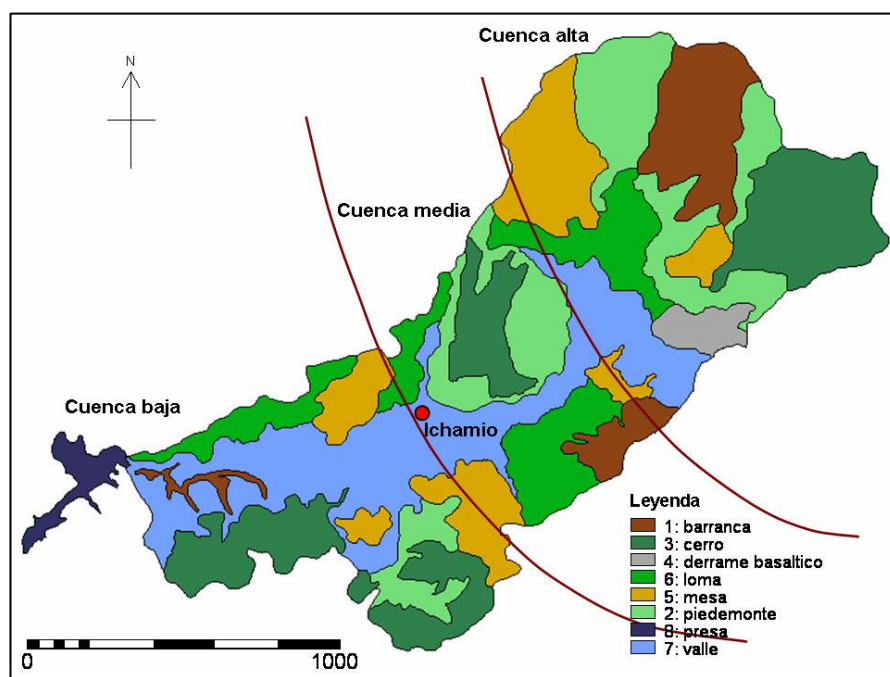 Cuenca alta
N
Cuenca media
Cuenca baja
Ichamio
Leyenda
1: barranca
3: cerro
4: derrame basaltico
6: loma
5: mesa
2: piedemonte
8: presa
7: valle
0 1000